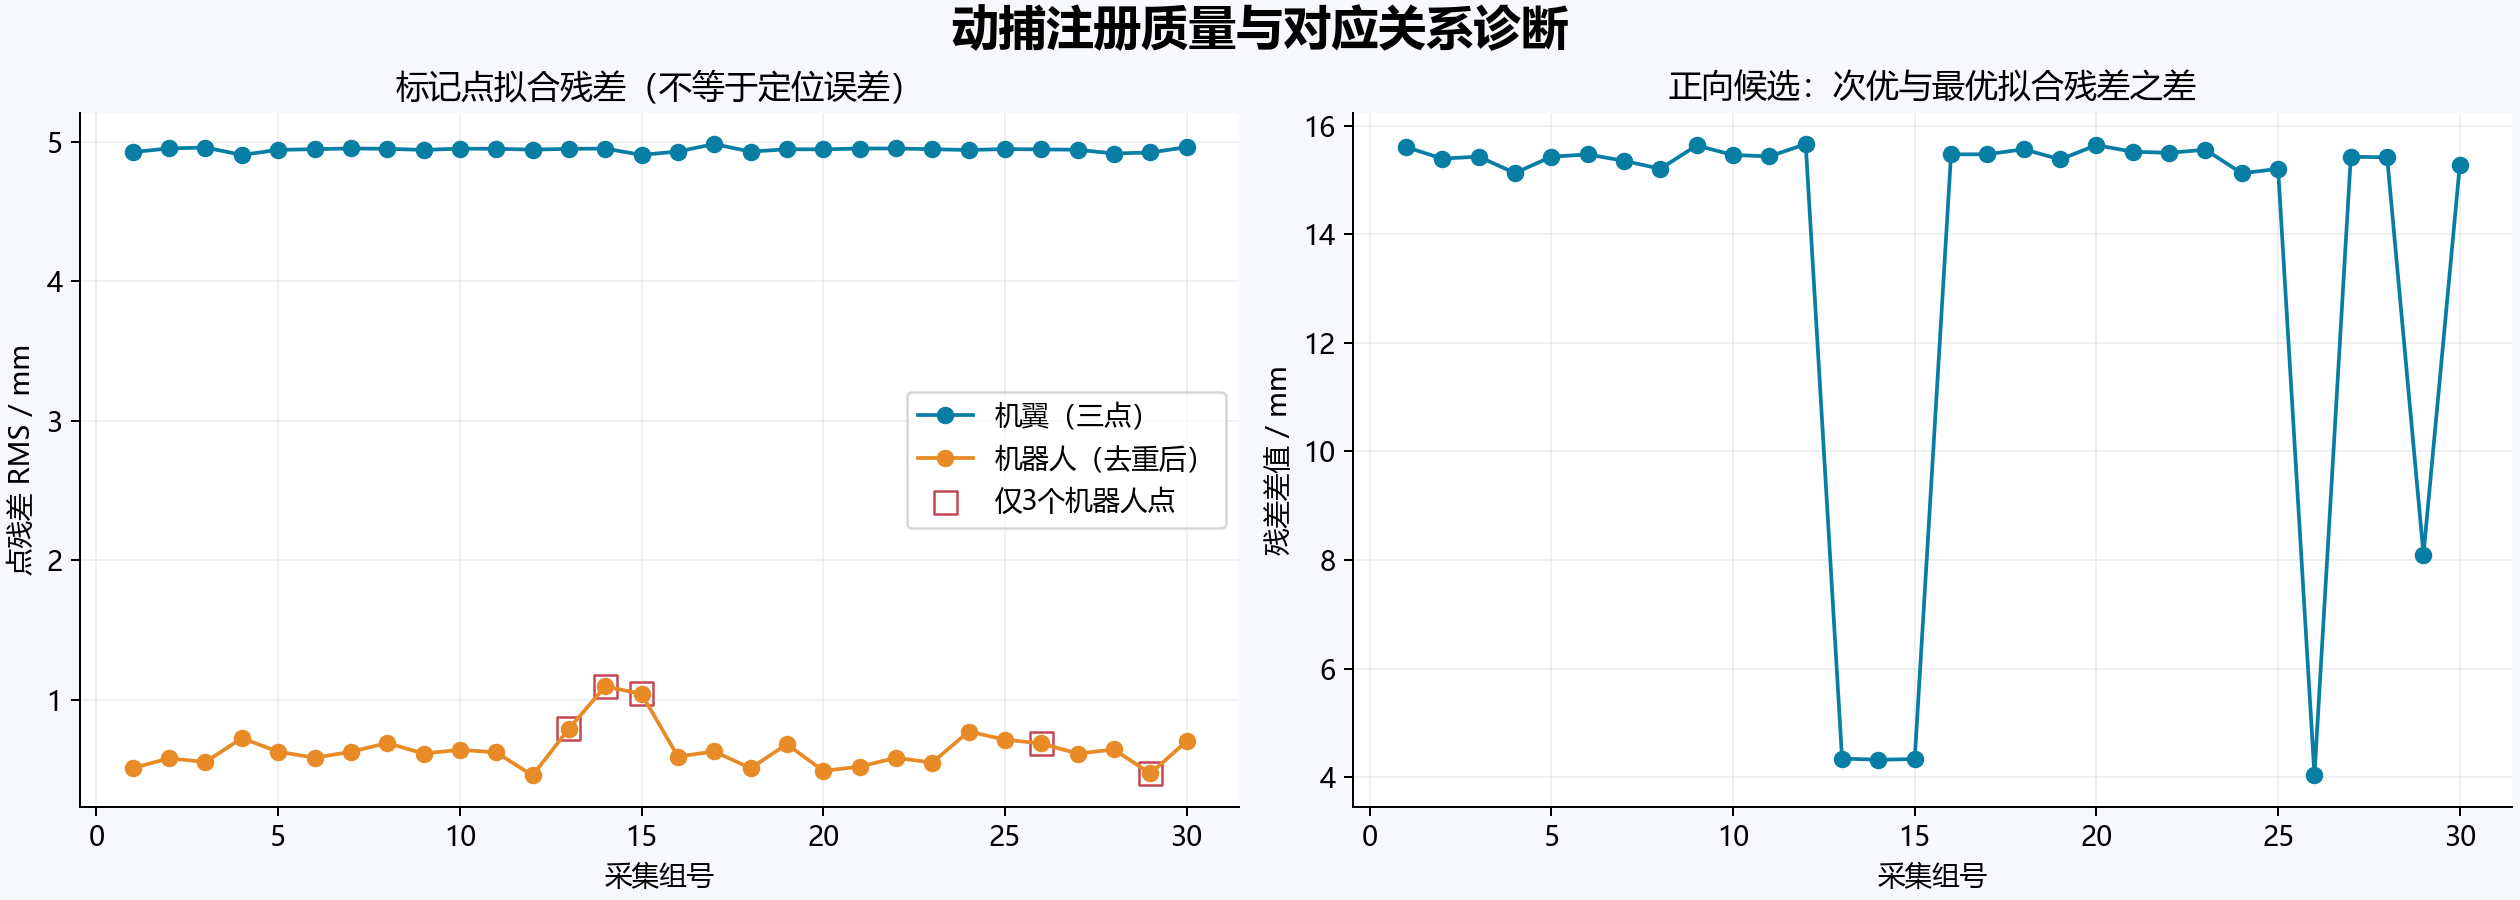 动捕注册质量与对应关系诊断
标记点拟合残差（不等于定位误差）
点残差 RMS / mm
5
4
3
2
1
机翼（三点）
机器人（去重后）
仅3个机器人点
0 5 10 15 20 25 30
采集组号
正向候选：次优与最优拟合残差之差
残差差值 / mm
16
14
12
10
8
6
4
0 5 10 15 20 25 30
采集组号